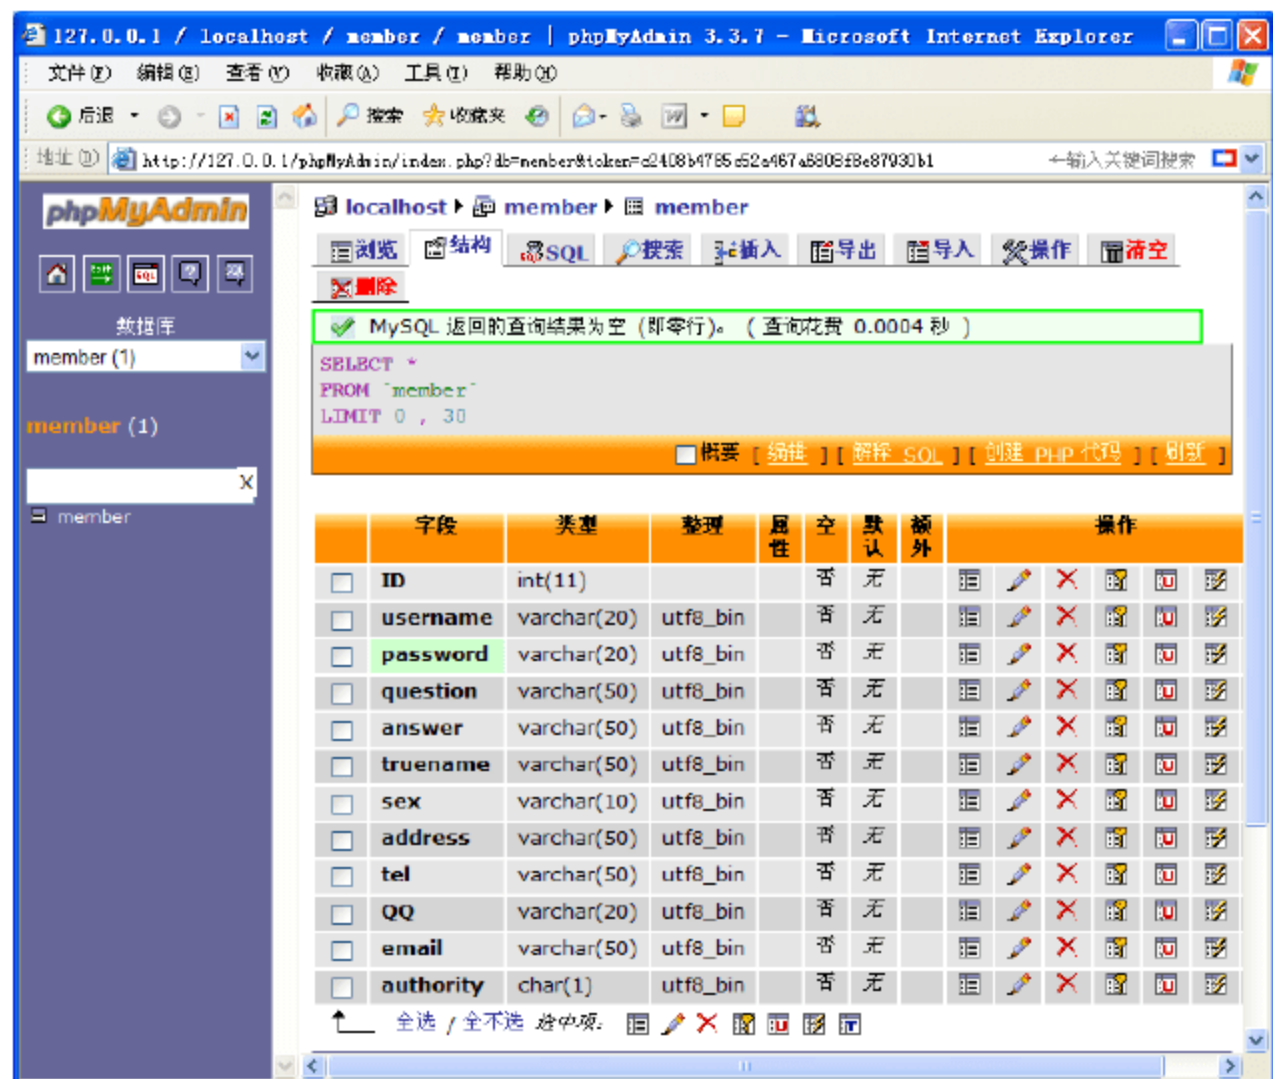 127.0.0.1 / localhost / member / member | phpMyAdmin 3.3.7 - Microsoft Internet Explorer
文件(F) 编辑(E) 查看(V) 收藏(A) 工具(T) 帮助(H)
后退 搜索 收藏夹
地址(D) http://127.0.0.1/phpMyAdmin/index.php?db=member&token=c2408b4785c52a467a6808f8e87930b1 ←输入关键词搜索
phpMyAdmin
数据库
member (1)
member (1)
X
member
localhost member member
浏览 结构 SQL 搜索 插入 导出 导入 操作 清空
删除
MySQL 返回的查询结果为空 (即零行)。 ( 查询花费 0.0004 秒 )
SELECT *
FROM `member`
LIMIT 0 , 30
概要 [ 编辑 ] [ 解释 SQL ] [ 创建 PHP 代码 ] [ 刷新 ]
字段 类型 整理 属性 空 默认 额外 操作
ID int(11) 否 无
username varchar(20) utf8_bin 否 无
password varchar(20) utf8_bin 否 无
question varchar(50) utf8_bin 否 无
answer varchar(50) utf8_bin 否 无
truename varchar(50) utf8_bin 否 无
sex varchar(10) utf8_bin 否 无
address varchar(50) utf8_bin 否 无
tel varchar(50) utf8_bin 否 无
QQ varchar(20) utf8_bin 否 无
email varchar(50) utf8_bin 否 无
authority char(1) utf8_bin 否 无
全选 / 全不选 选中项: